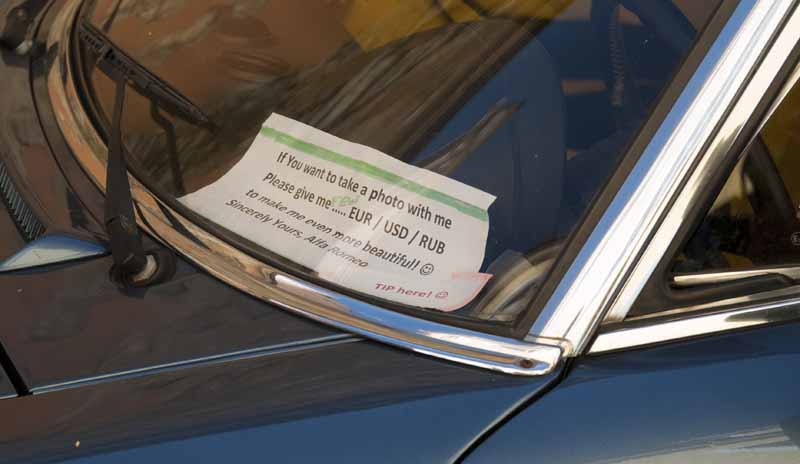 If You want to take a photo with me
FEW
Please give me ..... EUR / USD / RUB
to make me even more beautiful! ☺
Sincerely Yours, Alfa Romeo
TIP here! ☺